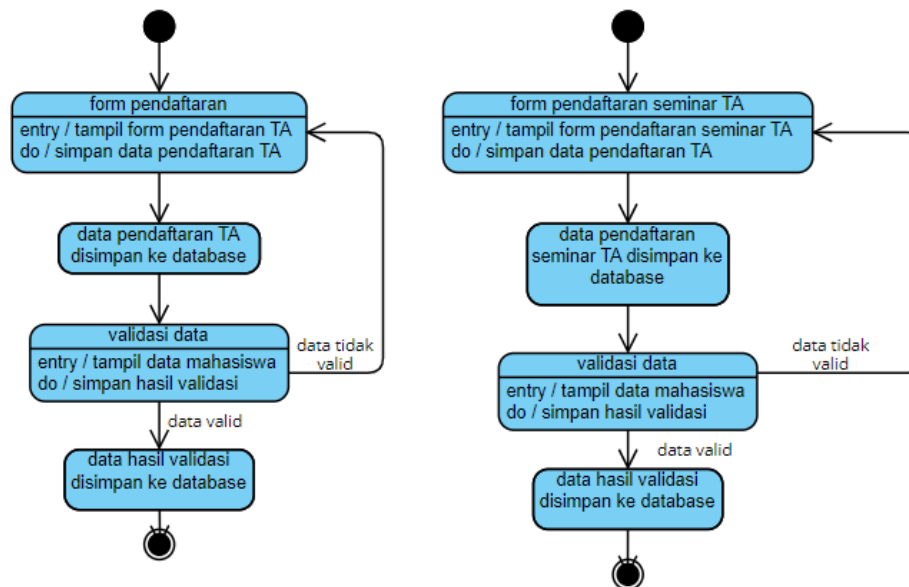 form pendaftaran
entry / tampil form pendaftaran TA
do / simpan data pendaftaran TA
data pendaftaran TA
disimpan ke database
validasi data
entry / tampil data mahasiswa
do / simpan hasil validasi
data tidak
valid
data valid
data hasil validasi
disimpan ke database
form pendaftaran seminar TA
entry / tampil form pendaftaran seminar TA
do / simpan data pendaftaran TA
data pendaftaran
seminar TA disimpan ke
database
validasi data
entry / tampil data mahasiswa
do / simpan hasil validasi
data tidak
valid
data valid
data hasil validasi
disimpan ke database